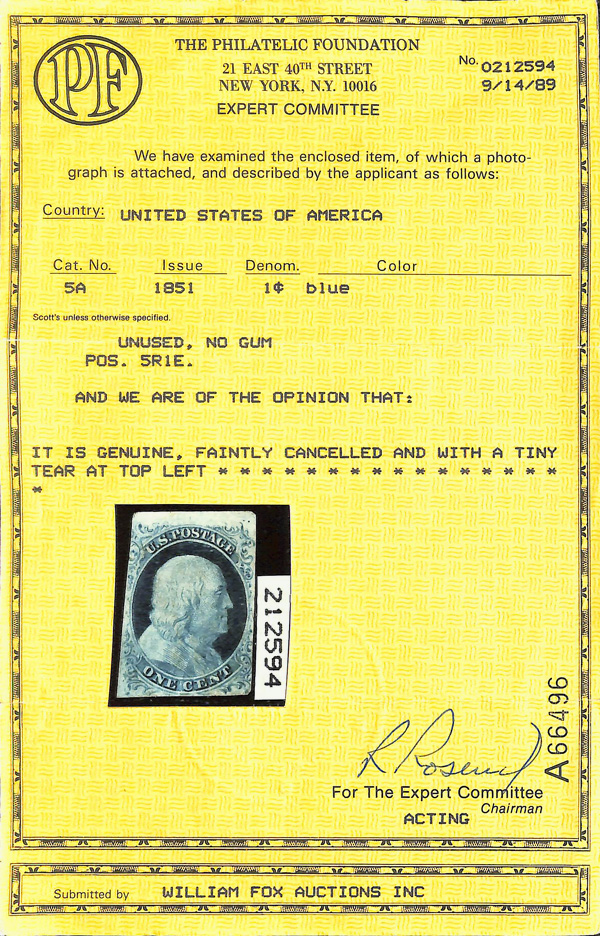 PF
THE PHILATELIC FOUNDATION
21 EAST 40TH STREET
NEW YORK, N.Y. 10016
EXPERT COMMITTEE
No. 0212594
9/14/89
We have examined the enclosed item, of which a photo-
graph is attached, and described by the applicant as follows:
Country: UNITED STATES OF AMERICA
Cat. No. Issue Denom. Color
5A 1851 1¢ blue
Scott's unless otherwise specified.
UNUSED, NO GUM
POS. 5R1E.
AND WE ARE OF THE OPINION THAT:
IT IS GENUINE, FAINTLY CANCELLED AND WITH A TINY
TEAR AT TOP LEFT * * * * * * * * * * * * * * * *
*
U.S. POSTAGE
ONE CENT
212594
A66496
For The Expert Committee
Chairman
ACTING
Submitted by WILLIAM FOX AUCTIONS INC